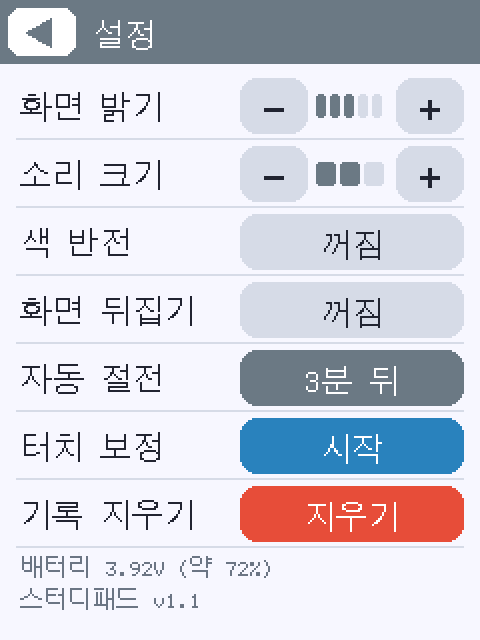 설정
화면 밝기 - +
소리 크기 - +
색 반전 꺼짐
화면 뒤집기 꺼짐
자동 절전 3분 뒤
터치 보정 시작
기록 지우기 지우기
배터리 3.92V (약 72%)
스터디패드 v1.1